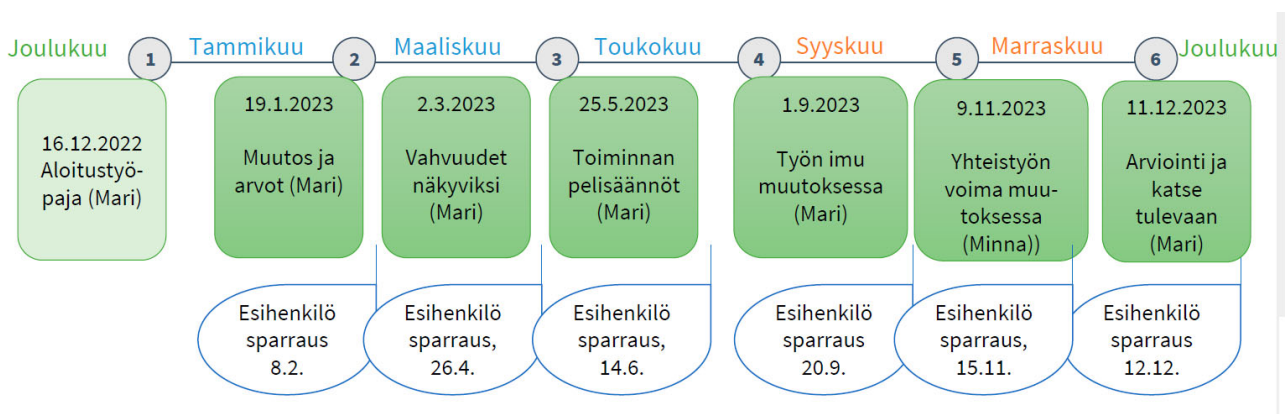 Joulukuu
1
Tammikuu
2
Maaliskuu
3
Toukokuu
4
Syyskuu
5
Marraskuu
6
Joulukuu
16.12.2022
Aloitustyö-
paja (Mari)
19.1.2023
Muutos ja
arvot (Mari)
2.3.2023
Vahvuudet
näkyviksi
(Mari)
25.5.2023
Toiminnan
pelisäännöt
(Mari)
1.9.2023
Työn imu
muutoksessa
(Mari)
9.11.2023
Yhteistyön
voima muu-
toksessa
(Minna))
11.12.2023
Arviointi ja
katse
tulevaan
(Mari)
Esihenkilö
sparraus
8.2.
Esihenkilö
sparraus,
26.4.
Esihenkilö
sparraus,
14.6.
Esihenkilö
sparraus
20.9.
Esihenkilö
sparraus,
15.11.
Esihenkilö
sparraus
12.12.